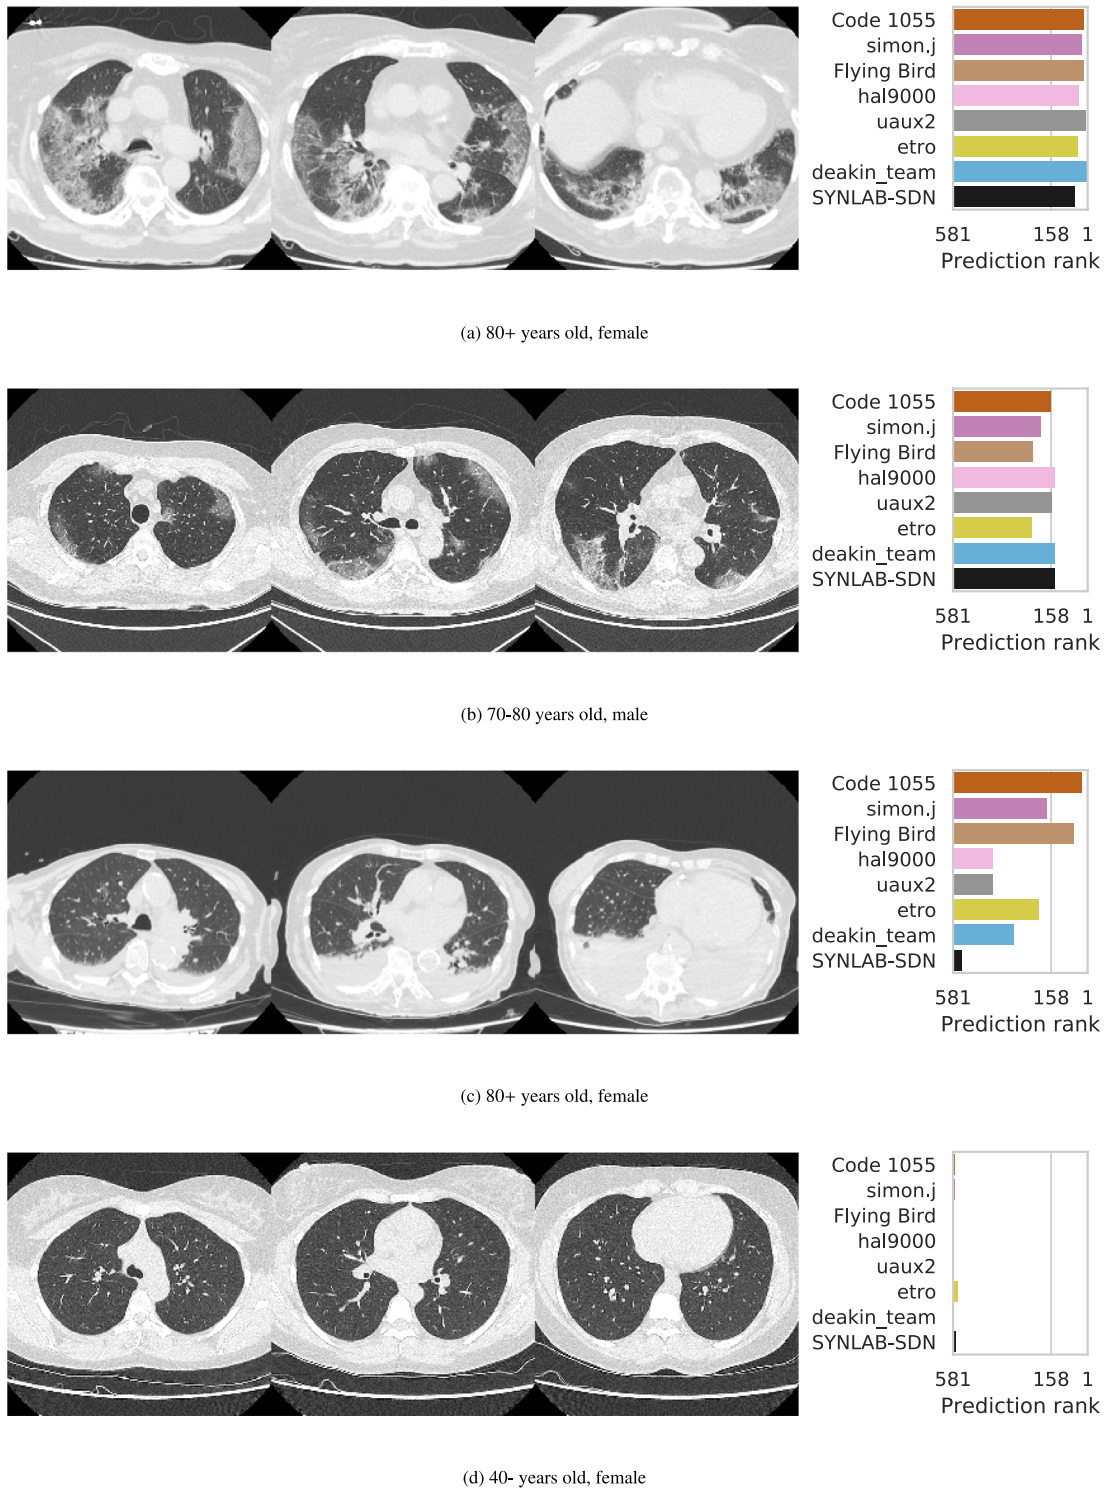 Code 1055
simon.j
Flying Bird
hal9000
uaux2
etro
deakin_team
SYNLAB-SDN
581 158 1
Prediction rank
(a) 80+ years old, female
Code 1055
simon.j
Flying Bird
hal9000
uaux2
etro
deakin_team
SYNLAB-SDN
581 158 1
Prediction rank
(b) 70-80 years old, male
Code 1055
simon.j
Flying Bird
hal9000
uaux2
etro
deakin_team
SYNLAB-SDN
581 158 1
Prediction rank
(c) 80+ years old, female
Code 1055
simon.j
Flying Bird
hal9000
uaux2
etro
deakin_team
SYNLAB-SDN
581 158 1
Prediction rank
(d) 40- years old, female